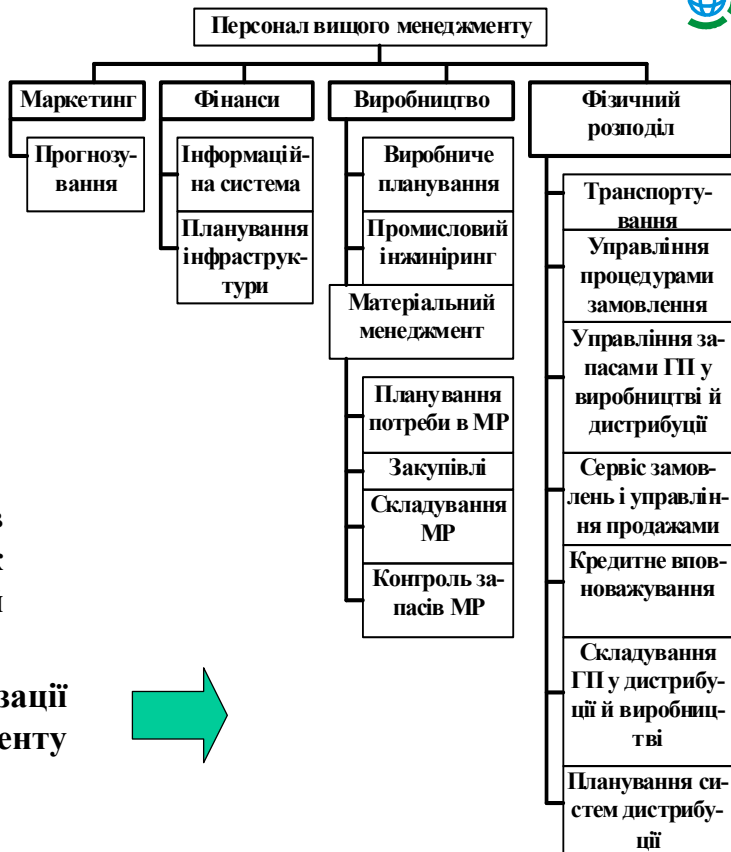 Персонал вищого менеджменту
Маркетинг
Фінанси
Виробництво
Фізичний
розподіл
Прогнозу-
вання
Інформацій-
на система
Планування
інфраструк-
тури
Виробниче
планування
Промисловий
інжиніринг
Матеріальний
менеджмент
Планування
потреби в МР
Закупівлі
Складування
МР
Контроль за-
пасів МР
Транспорту-
вання
Управління
процедурами
замовлення
Управління за-
пасами ГП у
виробництві й
дистрибуції
Сервіс замов-
лень і управлін-
ня продажами
Кредитне впов-
новажування
Складування
ГП у дистрибу-
ції й виробниц-
тві
Планування си-
стем дистрибу-
ції
зації
енту